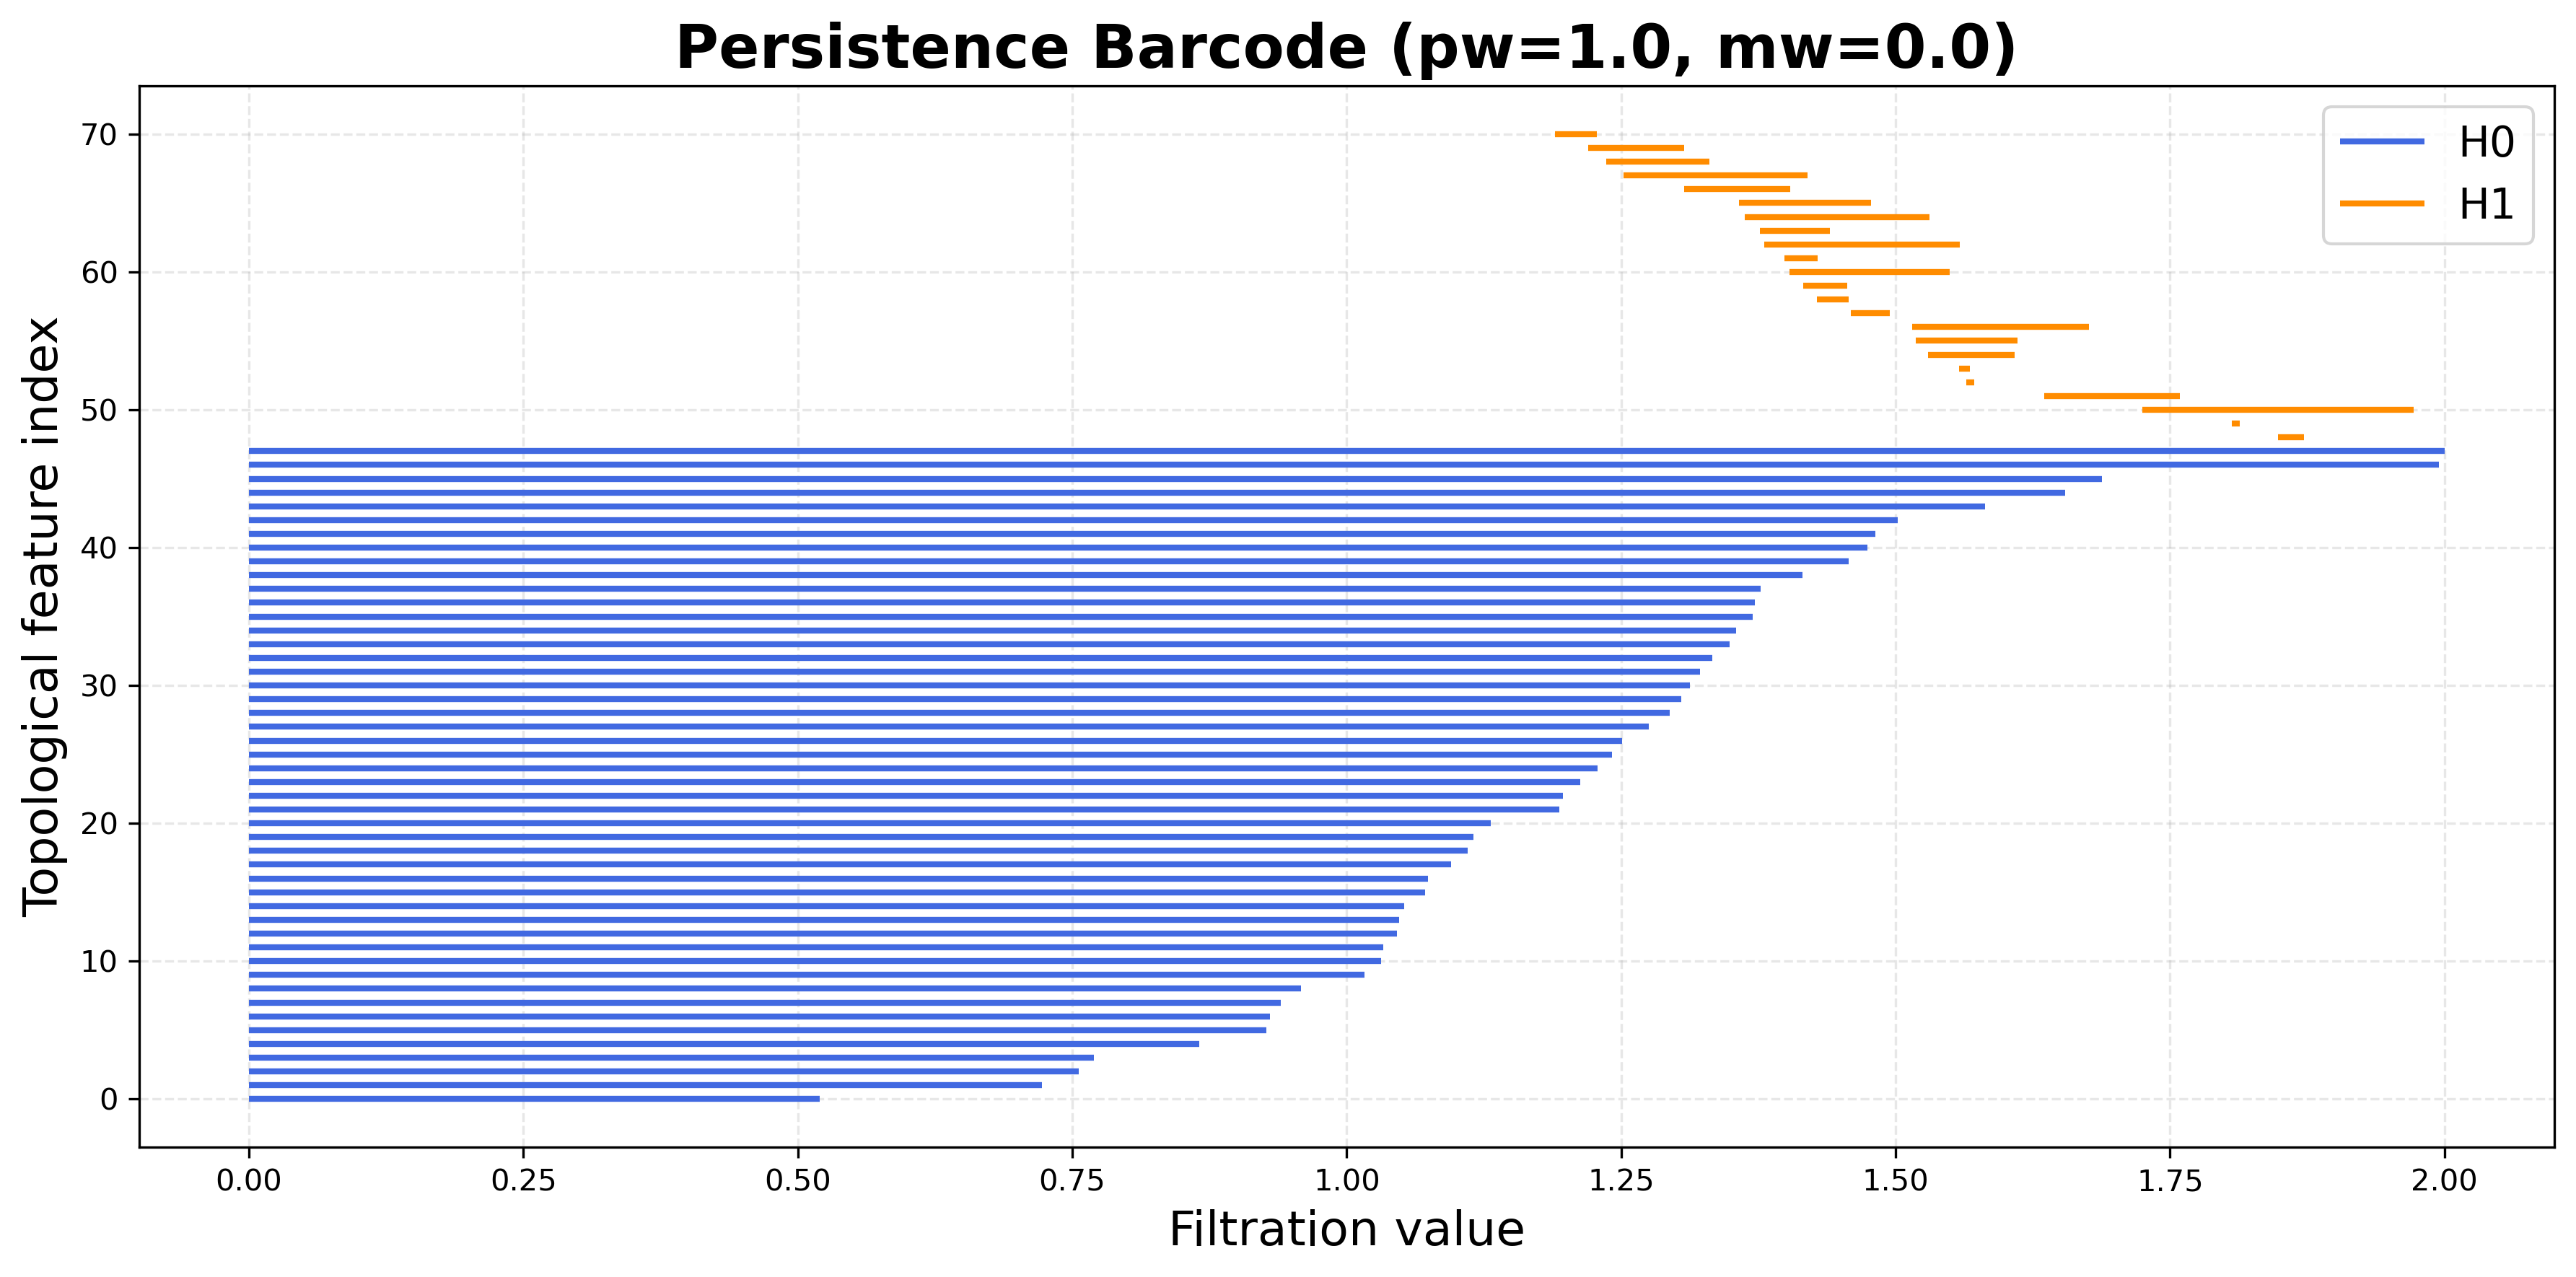 Persistence Barcode (pw=1.0, mw=0.0)
H0
H1
Topological feature index
70
60
50
40
30
20
10
0
0.00 0.25 0.50 0.75 1.00 1.25 1.50 1.75 2.00
Filtration value